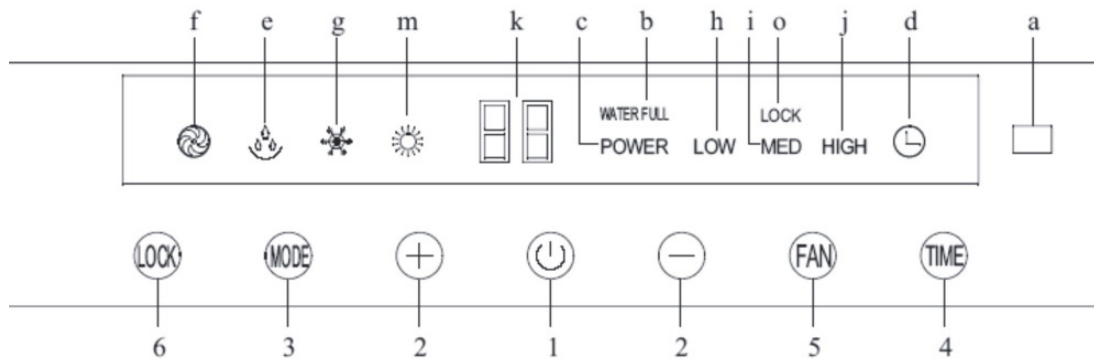 f e g m k c b h i o j d a
WATER FULL LOCK
POWER LOW MED HIGH
LOCK MODE + − FAN TIME
6 3 2 1 2 5 4